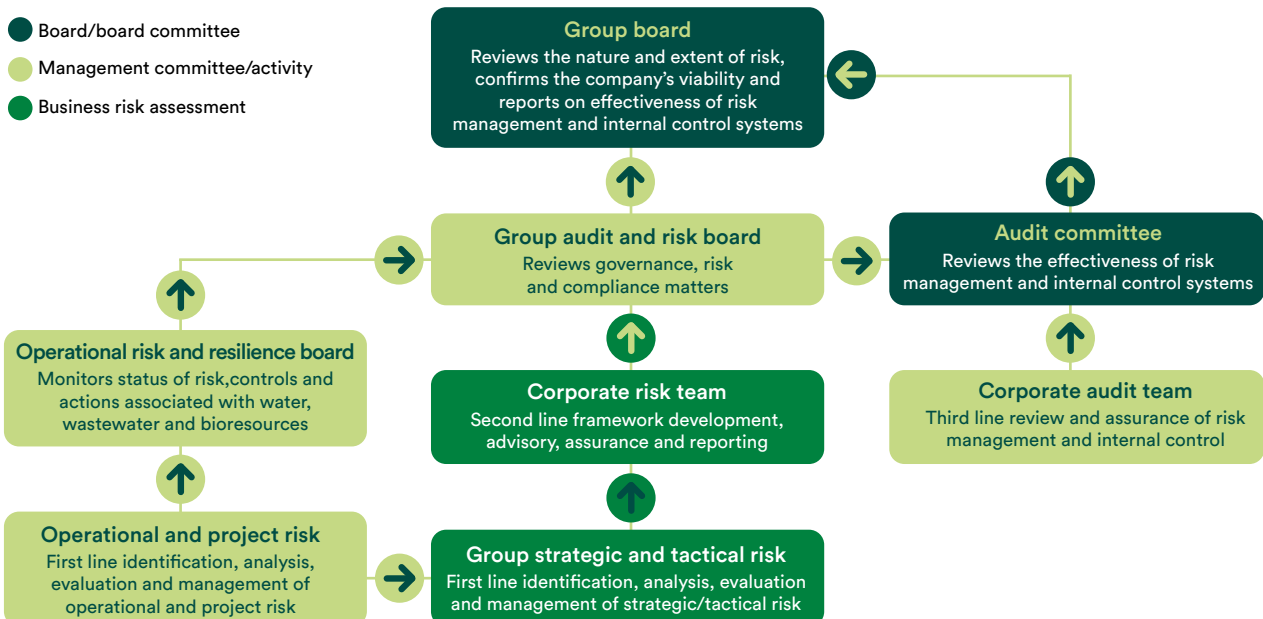 Board/board committee
Management committee/activity
Business risk assessment
Group board
Reviews the nature and extent of risk,
confirms the company’s viability and
reports on effectiveness of risk
management and internal control systems
Group audit and risk board
Reviews governance, risk
and compliance matters
Audit committee
Reviews the effectiveness of risk
management and internal control systems
Operational risk and resilience board
Monitors status of risk,controls and
actions associated with water,
wastewater and bioresources
Corporate risk team
Second line framework development,
advisory, assurance and reporting
Corporate audit team
Third line review and assurance of risk
management and internal control
Operational and project risk
First line identification, analysis,
evaluation and management of
operational and project risk
Group strategic and tactical risk
First line identification, analysis, evaluation
and management of strategic/tactical risk